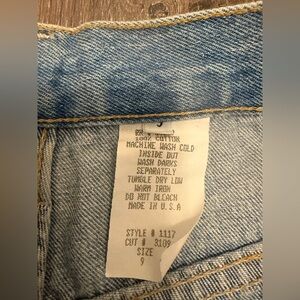 9
100% COTTON
MACHINE WASH COLD
INSIDE OUT
WASH DARKS
SEPARATELY
TUMBLE DRY LOW
WARM IRON
DO NOT BLEACH
MADE IN U.S.A
STYLE # 1117
CUT # 3109
SIZE
9